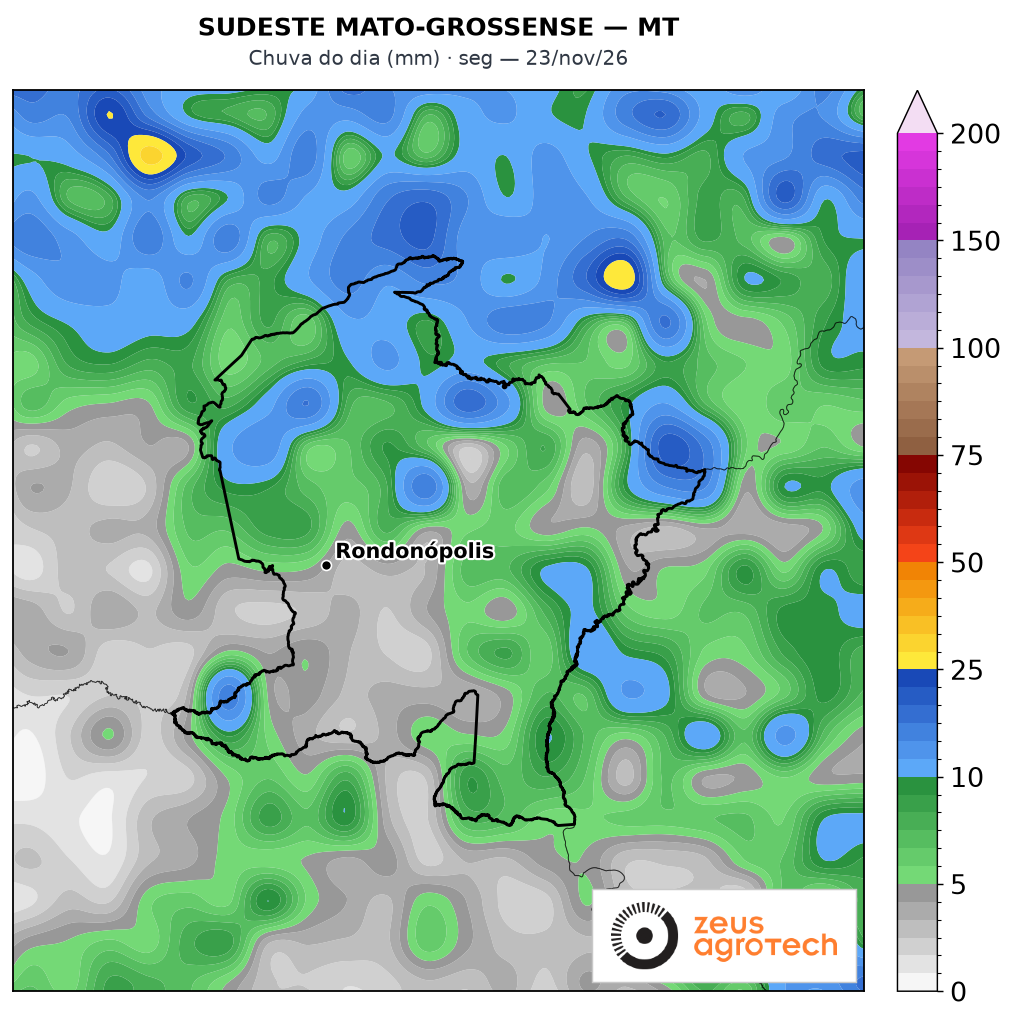 SUDESTE MATO-GROSSENSE — MT
Chuva do dia (mm) · seg — 23/nov/26
200
150
100
75
50
25
10
5
0
Rondonópolis
zeus
agrotech